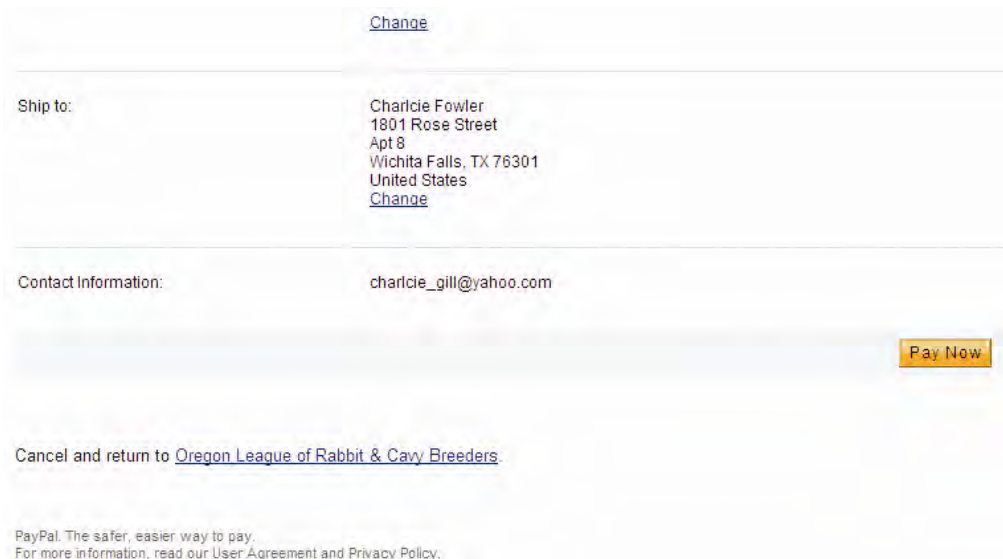 Change
Ship to:
Charlcie Fowler
1801 Rose Street
Apt 8
Wichita Falls, TX 76301
United States
Change
Contact Information:
charlcie_gill@yahoo.com
Pay Now
Cancel and return to Oregon League of Rabbit & Cavy Breeders.
PayPal. The safer, easier way to pay.
For more information, read our User Agreement and Privacy Policy.